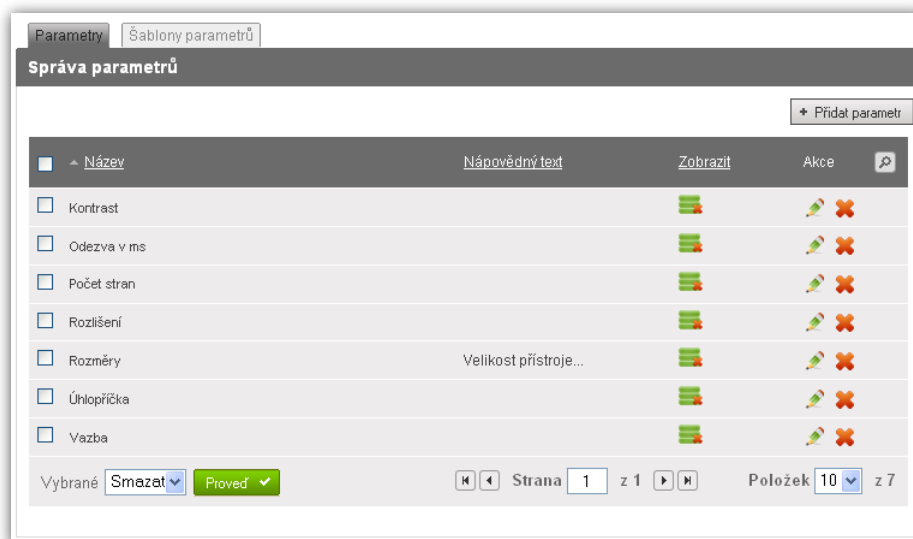 Parametry Šablony parametrů
Správa parametrů
+ Přidat parametr
Název Nápovědný text Zobrazit Akce
Kontrast
Odezva v ms
Počet stran
Rozlišení
Rozměry Velikost přístroje...
Úhlopříčka
Vazba
Vybrané Smazat Proveď Strana 1 z 1 Položek 10 z 7